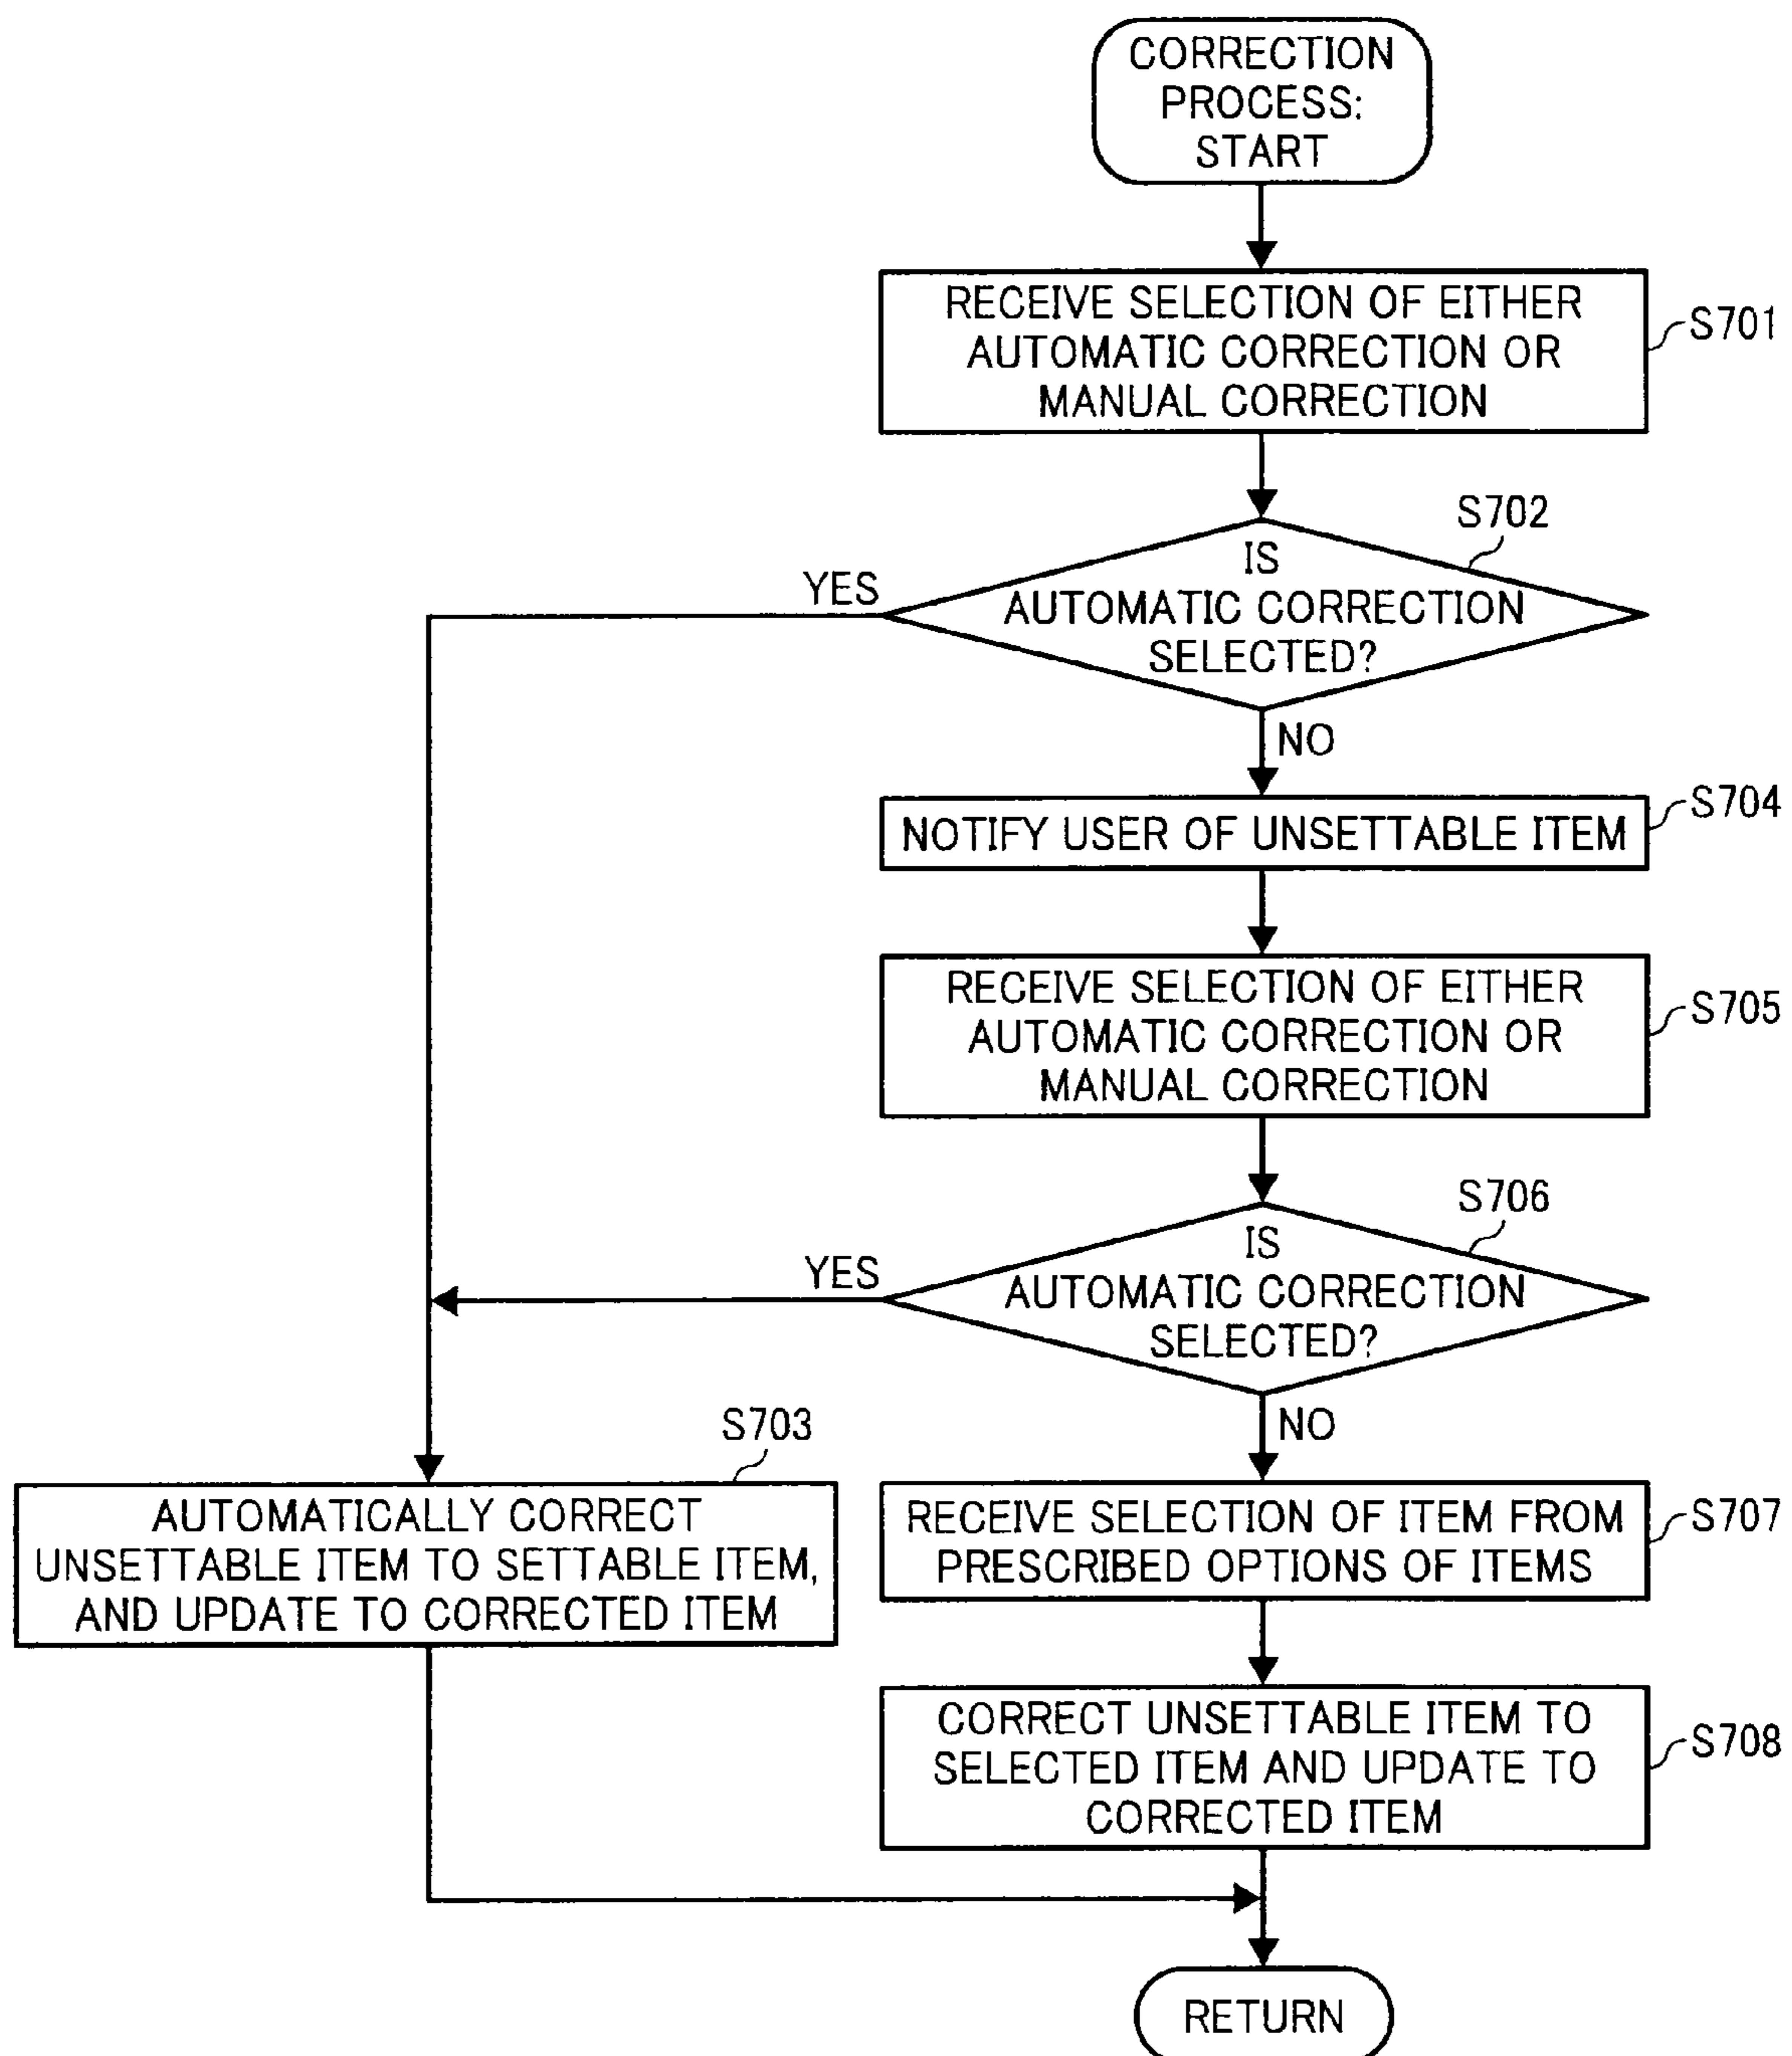 CORRECTION
PROCESS:
START
RECEIVE SELECTION OF EITHER
AUTOMATIC CORRECTION OR
MANUAL CORRECTION
S701
S702
IS
AUTOMATIC CORRECTION
SELECTED?
YES
NO
NOTIFY USER OF UNSETTABLE ITEM
S704
RECEIVE SELECTION OF EITHER
AUTOMATIC CORRECTION OR
MANUAL CORRECTION
S705
S706
IS
AUTOMATIC CORRECTION
SELECTED?
YES
NO
S703
AUTOMATICALLY CORRECT
UNSETTABLE ITEM TO SETTABLE ITEM,
AND UPDATE TO CORRECTED ITEM
RECEIVE SELECTION OF ITEM FROM
PRESCRIBED OPTIONS OF ITEMS
S707
CORRECT UNSETTABLE ITEM TO
SELECTED ITEM AND UPDATE TO
CORRECTED ITEM
S708
RETURN